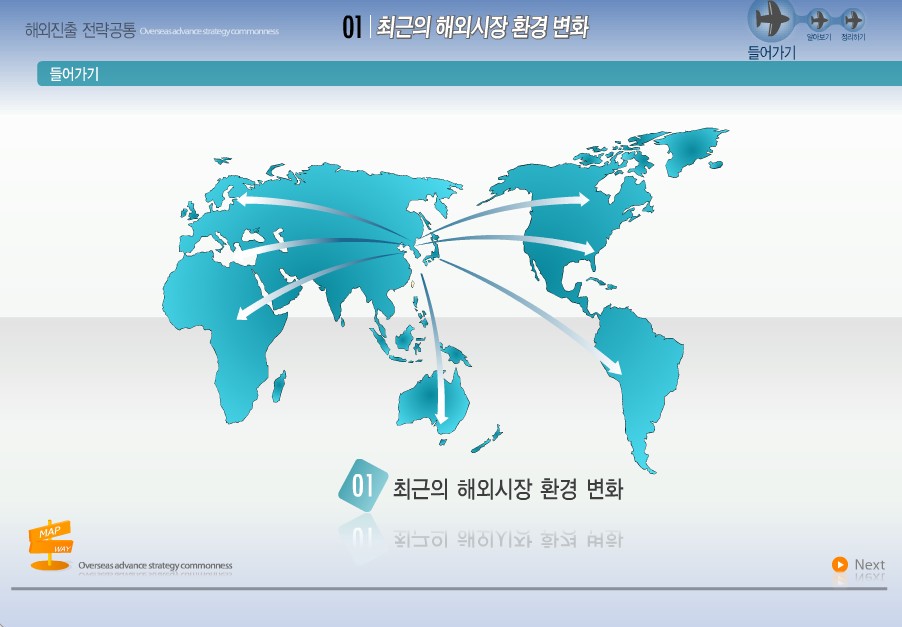 해외진출 전략공통 Overseas advance strategy commonness
01 최근의 해외시장 환경 변화
들어가기 알아보기 정리하기
들어가기
01 최근의 해외시장 환경 변화
MAP
WAY
Overseas advance strategy commonness
Next